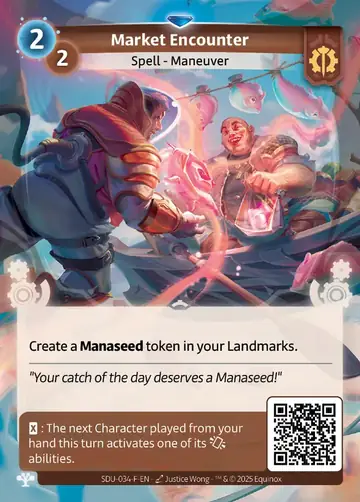 2
2
Market Encounter
Spell - Maneuver
Create a Manaseed token in your Landmarks.
"Your catch of the day deserves a Manaseed!"
X : The next Character played from your
hand this turn activates one of its
abilities.
SDU-034-F-EN - Justice Wong - ™ & © 2025 Equinox